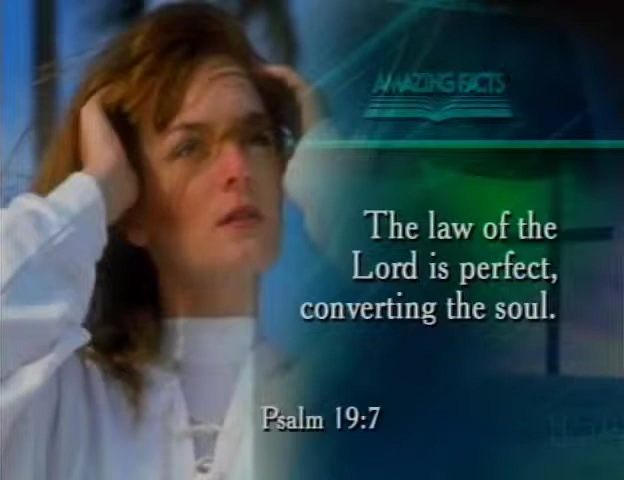 AMAZING FACTS
The law of the
Lord is perfect,
converting the soul.
Psalm 19:7